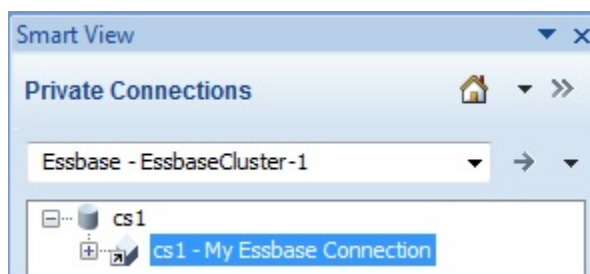 Smart View
Private Connections
Essbase - EssbaseCluster-1
cs1
cs1 - My Essbase Connection